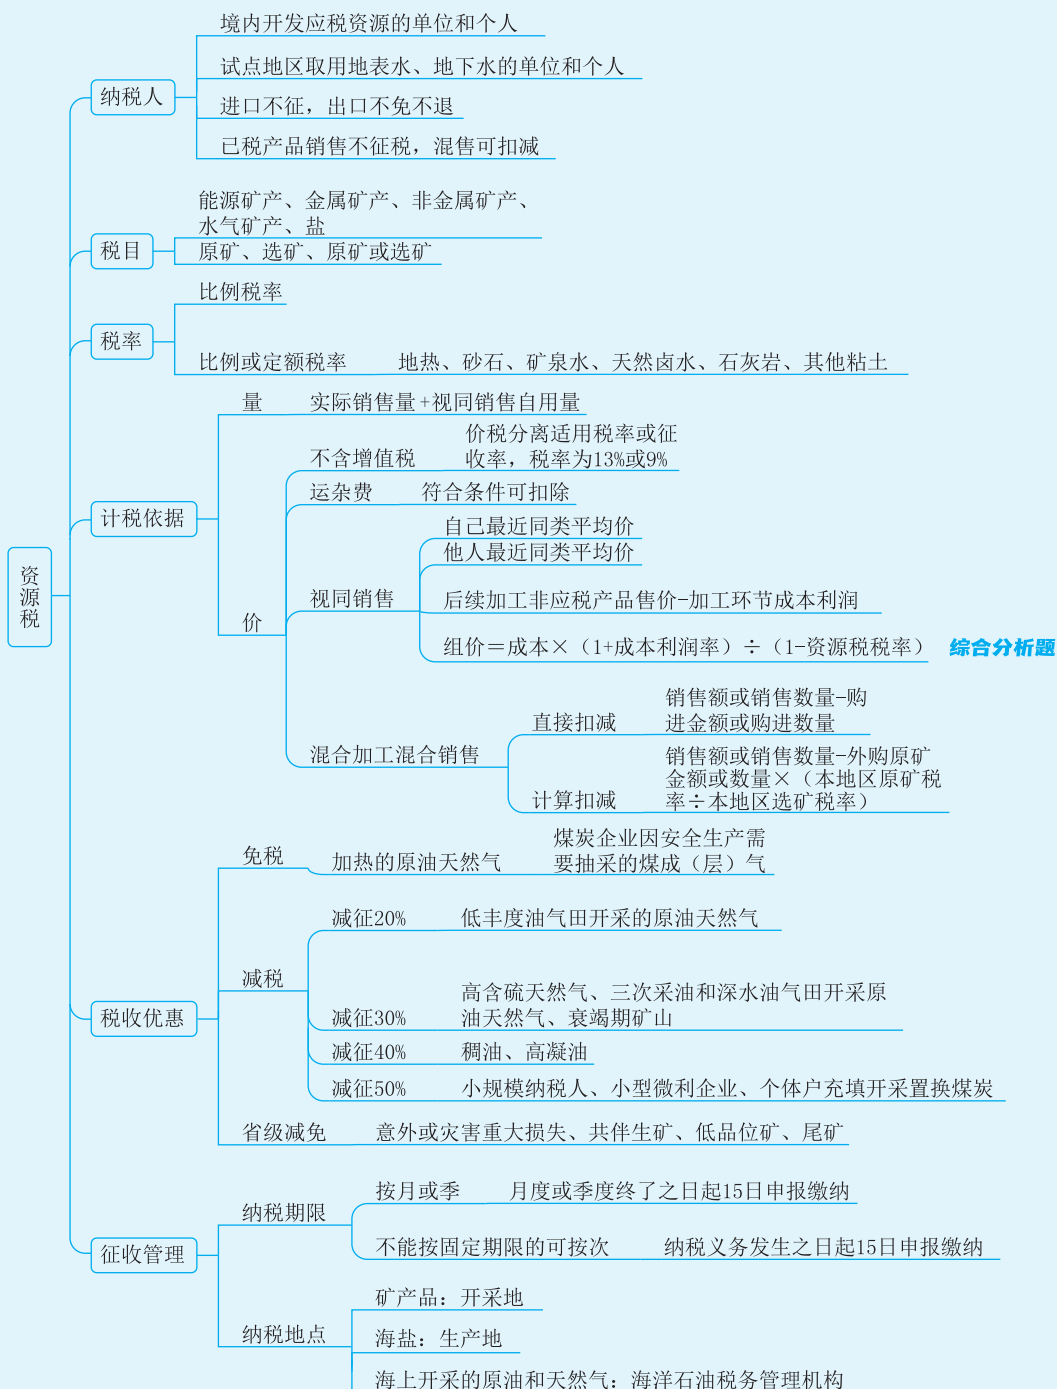 资源税
纳税人
境内开发应税资源的单位和个人
试点地区取用地表水、地下水的单位和个人
进口不征，出口不免不退
已税产品销售不征税，混售可扣减
税目
能源矿产、金属矿产、非金属矿产、
水气矿产、盐
原矿、选矿、原矿或选矿
税率
比例税率
比例或定额税率
地热、砂石、矿泉水、天然卤水、石灰岩、其他粘土
计税依据
量
实际销售量+视同销售自用量
价
不含增值税
价税分离适用税率或征
收率，税率为13%或9%
运杂费
符合条件可扣除
视同销售
自己最近同类平均价
他人最近同类平均价
后续加工非应税产品售价-加工环节成本利润
组价＝成本×（1+成本利润率）÷（1-资源税税率）
综合分析题
混合加工混合销售
直接扣减
销售额或销售数量-购
进金额或购进数量
计算扣减
销售额或销售数量-外购原矿
金额或数量×（本地区原矿税
率÷本地区选矿税率）
税收优惠
免税
加热的原油天然气
煤炭企业因安全生产需
要抽采的煤成（层）气
减税
减征20%
低丰度油气田开采的原油天然气
减征30%
高含硫天然气、三次采油和深水油气田开采原
油天然气、衰竭期矿山
减征40%
稠油、高凝油
减征50%
小规模纳税人、小型微利企业、个体户充填开采置换煤炭
省级减免
意外或灾害重大损失、共伴生矿、低品位矿、尾矿
征收管理
纳税期限
按月或季
月度或季度终了之日起15日申报缴纳
不能按固定期限的可按次
纳税义务发生之日起15日申报缴纳
纳税地点
矿产品：开采地
海盐：生产地
海上开采的原油和天然气：海洋石油税务管理机构